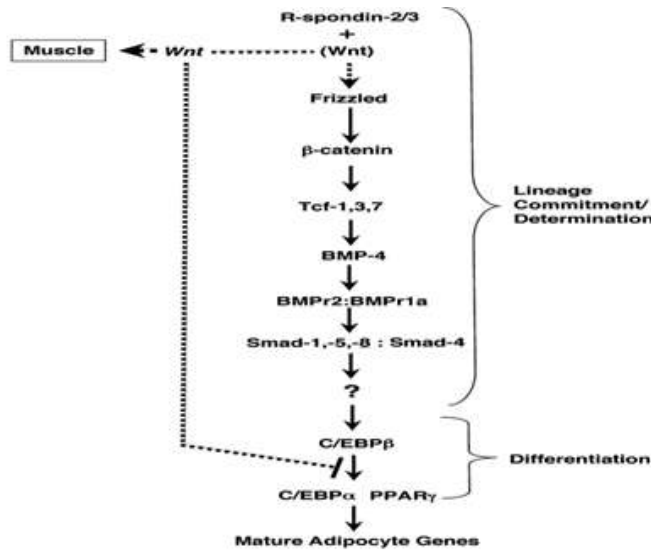 R-spondin-2/3
+
Muscle Wnt (Wnt)
Frizzled
β-catenin
Lineage
Commitment/
Determination
Tcf-1,3,7
BMP-4
BMPr2:BMPr1a
Smad-1,-5,-8 : Smad-4
?
C/EBPβ
Differentiation
C/EBPα PPARγ
Mature Adipocyte Genes